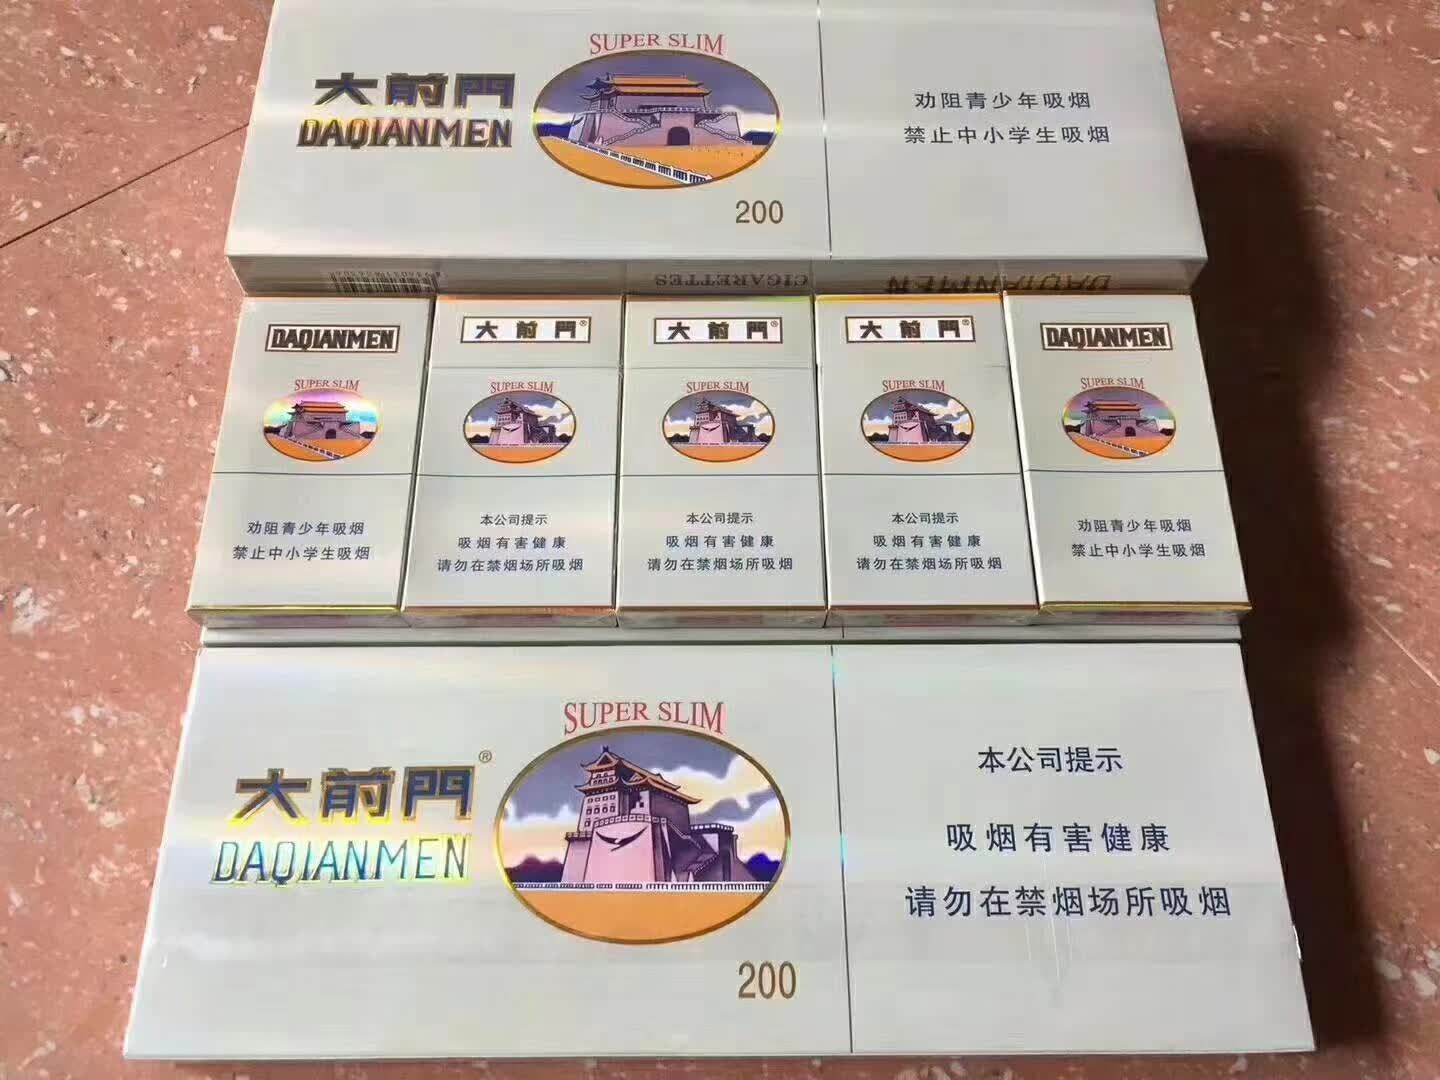 SUPER SLIM
大前門
DAQIANMEN
200
劝阻青少年吸烟
禁止中小学生吸烟
CIGARETTES
DAQIANMEN
DAQIANMEN
SUPER SLIM
劝阻青少年吸烟
禁止中小学生吸烟
大前門®
SUPER SLIM
本公司提示
吸烟有害健康
请勿在禁烟场所吸烟
大前門®
SUPER SLIM
本公司提示
吸烟有害健康
请勿在禁烟场所吸烟
大前門®
SUPER SLIM
本公司提示
吸烟有害健康
请勿在禁烟场所吸烟
DAQIANMEN
SUPER SLIM
劝阻青少年吸烟
禁止中小学生吸烟
SUPER SLIM
大前門®
DAQIANMEN
200
本公司提示
吸烟有害健康
请勿在禁烟场所吸烟